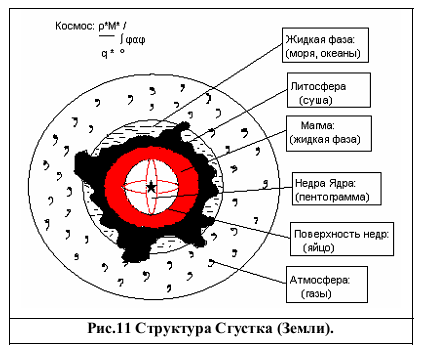 Космос: ρ*M* /
∫ φαφ
q * °
Жидкая фаза:
(моря, океаны)
Литосфера
(суша)
Магма:
(жидкая фаза)
Недра Ядра:
(пентограмма)
Поверхность недр:
(яйцо)
Атмосфера:
(газы)
Рис.11 Структура Сгустка (Земли).